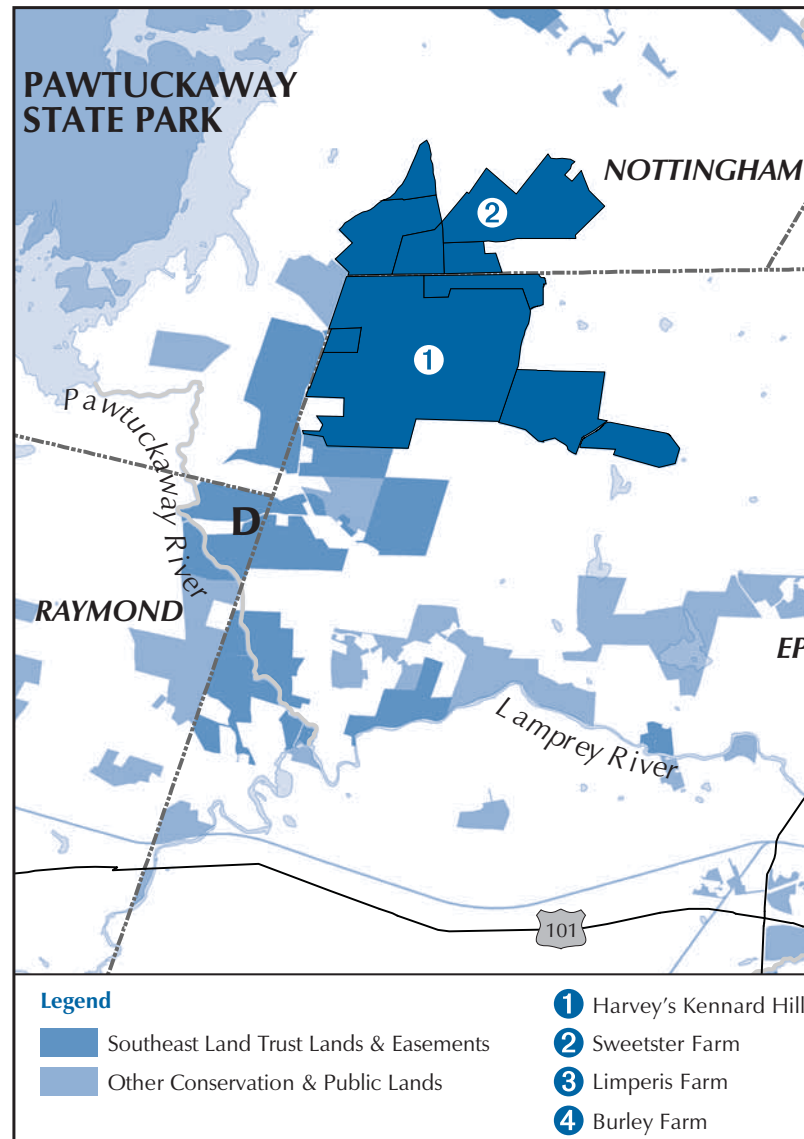 PAWTUCKAWAY
STATE PARK
NOTTINGHAM
2
1
Pawtuckaway River
D
RAYMOND
EP
Lamprey River
101
Legend
Southeast Land Trust Lands & Easements
Other Conservation & Public Lands
1 Harvey's Kennard Hill
2 Sweetster Farm
3 Limperis Farm
4 Burley Farm